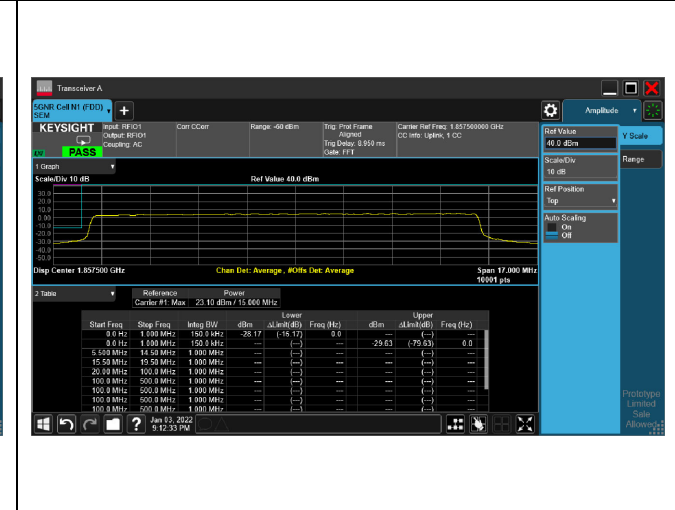 Transceiver A
5GNR Cell N1 (FDD)
SEM
+
Amplitude
KEYSIGHT
PASS
Input: RFIO1
Output: RFIO1
Coupling: AC
Corr CCorr
Range: -60 dBm
Trig: Prot Frame
Aligned
Trig Delay: 8.950 ms
Gate: FFT
Carrier Ref Freq: 1.857500000 GHz
CC Info: Uplink, 1 CC
Ref Value
40.0 dBm
Y Scale
Scale/Div
10 dB
Range
Ref Position
Top
Auto Scaling
On
Off
1 Graph
Scale/Div 10 dB
Ref Value 40.0 dBm
30.0
20.0
10.0
0.00
-10.0
-20.0
-30.0
-40.0
-50.0
Disp Center 1.857500 GHz
Chan Det: Average , #Offs Det: Average
Span 17.000 MHz
10001 pts
2 Table
Reference Power
Carrier #1: Max 23.10 dBm / 15.000 MHz
Lower Upper
Start Freq Stop Freq Integ BW dBm ΔLimit(dB) Freq (Hz) dBm ΔLimit(dB) Freq (Hz)
0.0 Hz 1.000 MHz 150.0 kHz -28.17 (-16.17) 0.0 --- (---) ---
0.0 Hz 1.000 MHz 150.0 kHz --- (---) --- -29.63 (-79.63) 0.0
5.500 MHz 14.50 MHz 1.000 MHz --- (---) --- --- (---) ---
15.50 MHz 19.50 MHz 1.000 MHz --- (---) --- --- (---) ---
20.00 MHz 100.0 MHz 1.000 MHz --- (---) --- --- (---) ---
100.0 MHz 500.0 MHz 1.000 MHz --- (---) --- --- (---) ---
100.0 MHz 500.0 MHz 1.000 MHz --- (---) --- --- (---) ---
100.0 MHz 500.0 MHz 1.000 MHz --- (---) --- --- (---) ---
100.0 MHz 500.0 MHz 1.000 MHz --- (---) --- --- (---) ---
Prototype
Limited
Sale
Allowed
?
Jan 03, 2022
9:12:33 PM